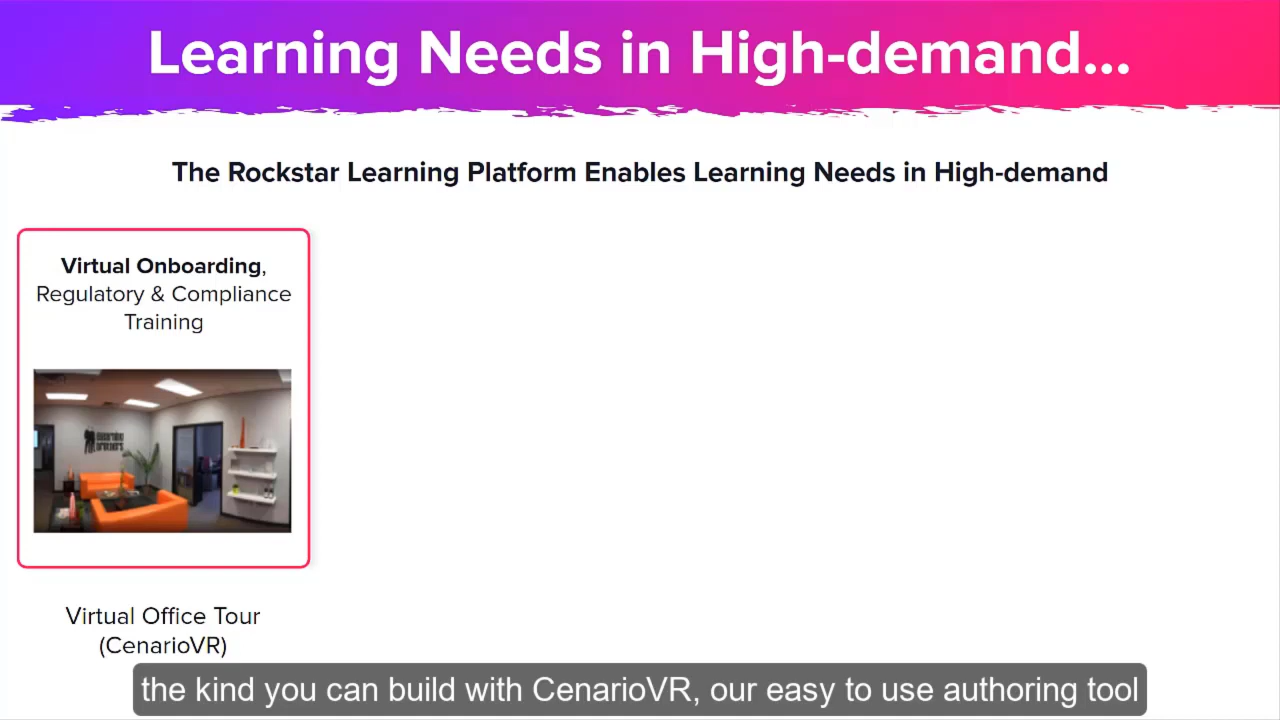 Learning Needs in High-demand...
The Rockstar Learning Platform Enables Learning Needs in High-demand
Virtual Onboarding,
Regulatory & Compliance
Training
Virtual Office Tour
(CenarioVR)
the kind you can build with CenarioVR, our easy to use authoring tool